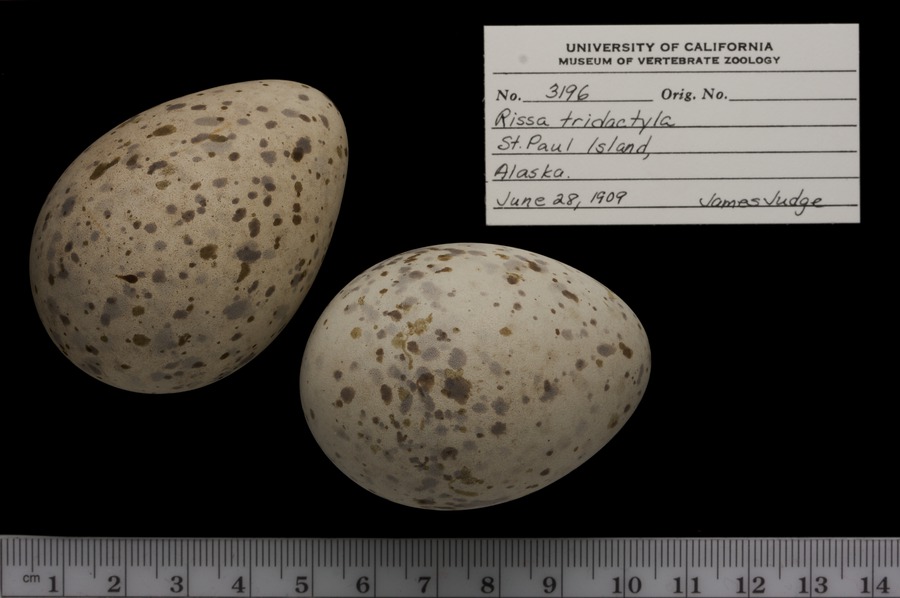 UNIVERSITY OF CALIFORNIA
MUSEUM OF VERTEBRATE ZOOLOGY
No. 3196 Orig. No.
Rissa tridactyla
St. Paul Island,
Alaska.
June 28, 1909 James Judge
cm 1 2 3 4 5 6 7 8 9 10 11 12 13 14